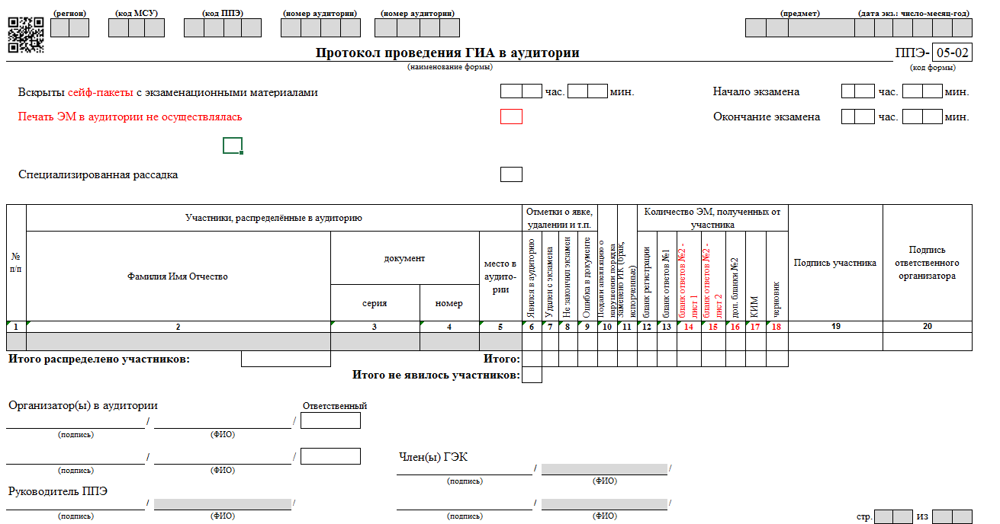 (регион) (код МСУ) (код ППЭ) (номер аудитории) (номер аудитории) (предмет) (дата экз.: число-месяц-год)
Протокол проведения ГИА в аудитории ППЭ- 05-02
(наименование формы) (код формы)
Вскрыты сейф-пакеты с экзаменационными материалами час. мин. Начало экзамена час. мин.
Печать ЭМ в аудитории не осуществлялась Окончание экзамена час. мин.
Специализированная рассадка
№ п/п
Участники, распределённые в аудиторию
Фамилия Имя Отчество
документ
серия
номер
место в
аудито-
рии
Отметки о явке,
удалении и т.п.
Явился в аудиторию
Удален с экзамена
Не закончил экзамен
Ошибка в документе
Подали апелляцию о
нарушении порядка
Заменено ИК (брак,
испорченные)
Количество ЭМ, полученных от
участника
бланк регистрации
бланк ответов №1
бланк ответов №2 -
лист 1
бланк ответов №2 -
лист 2
доп. бланки №2
КИМ
черновик
Подпись участника
Подпись
ответственного
организатора
1 2 3 4 5 6 7 8 9 10 11 12 13 14 15 16 17 18 19 20
Итого распределено участников: Итого:
Итого не явилось участников:
Организатор(ы) в аудитории Ответственный
/ /
(подпись) (ФИО)
/ /
(подпись) (ФИО)
Член(ы) ГЭК
/ /
(подпись) (ФИО)
Руководитель ППЭ
/ / / /
(подпись) (ФИО) (подпись) (ФИО)
стр. из